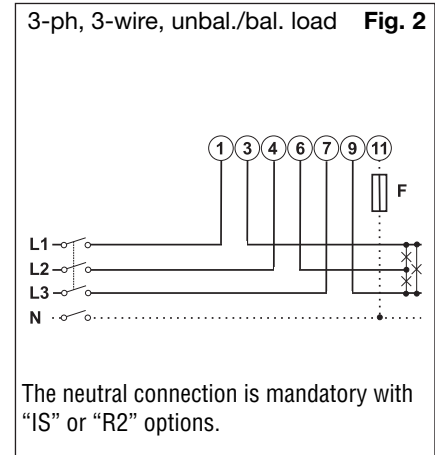 3-ph, 3-wire, unbal./bal. load Fig. 2
1 3 4 6 7 9 11
F
L1
L2
L3
N
The neutral connection is mandatory with
“IS” or “R2” options.